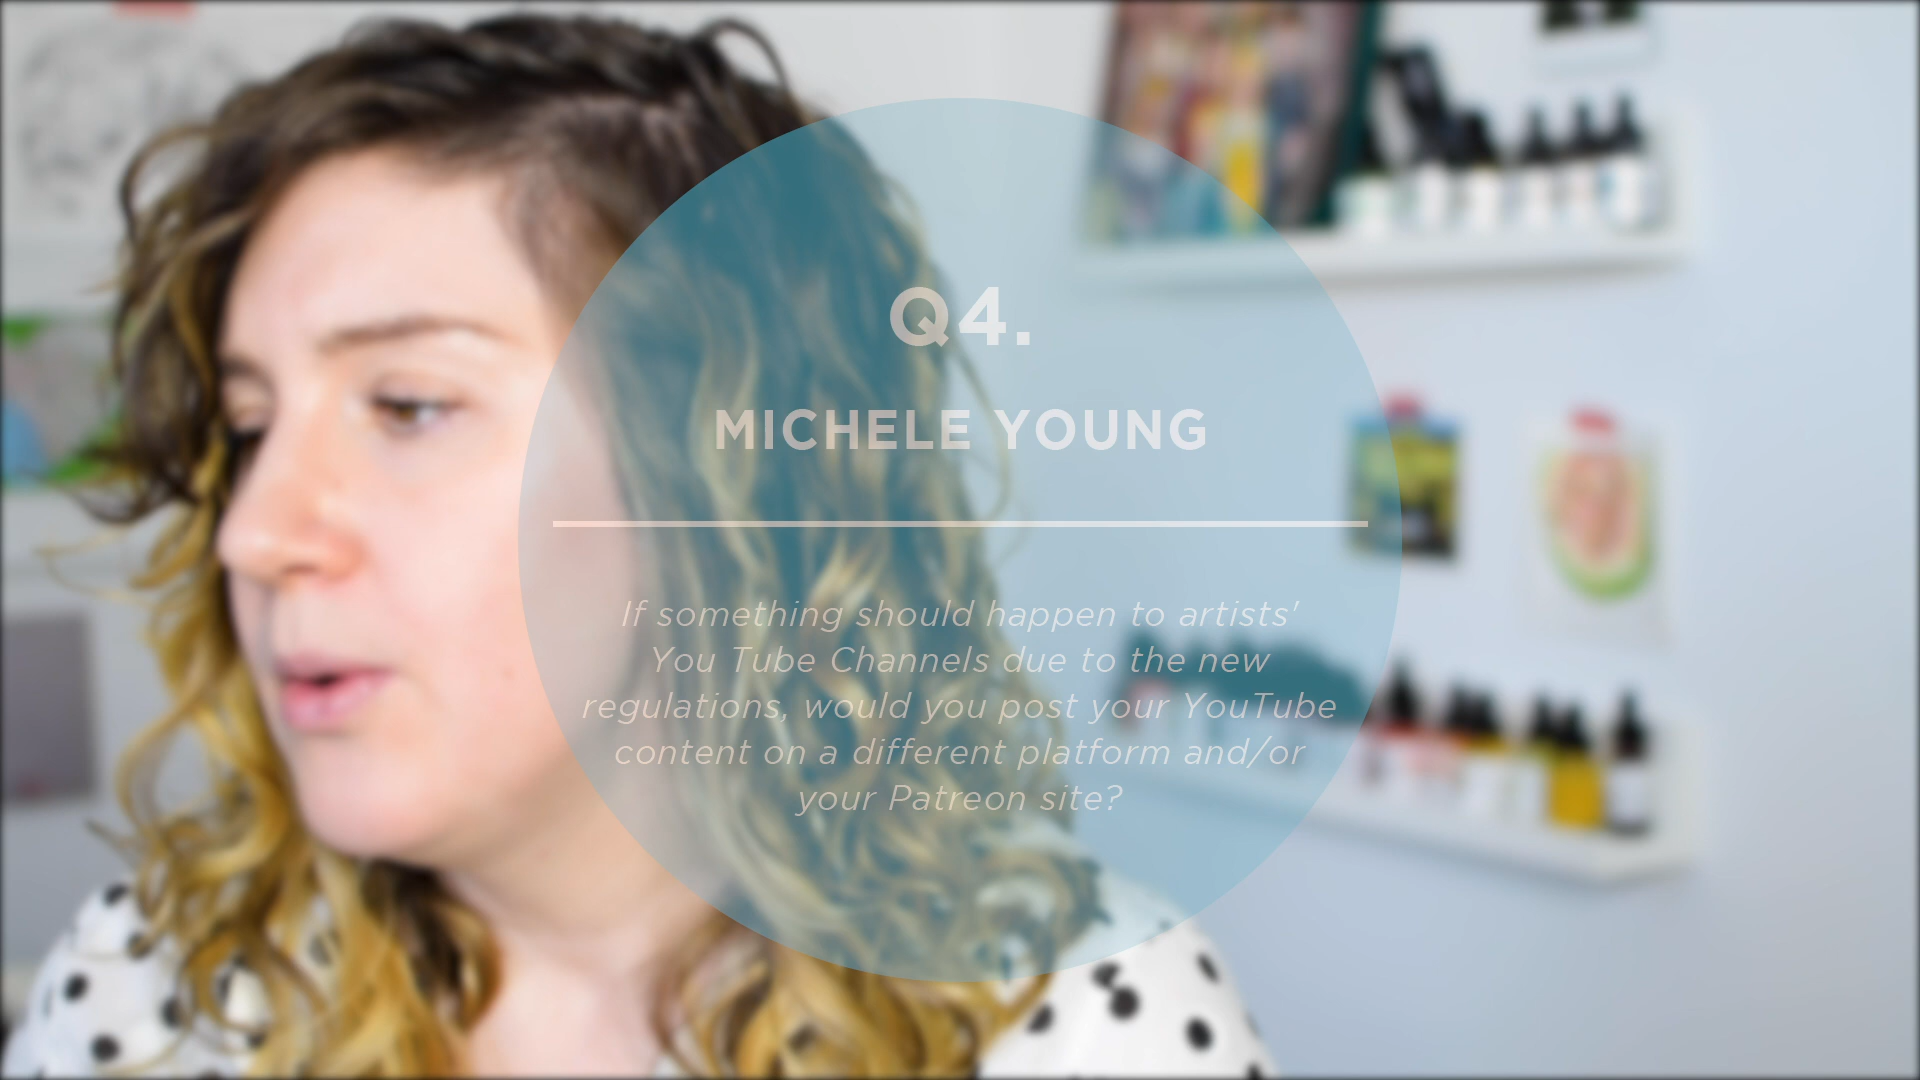 Q4.
MICHELE YOUNG
If something should happen to artists'
You Tube Channels due to the new
regulations, would you post your YouTube
content on a different platform and/or
your Patreon site?